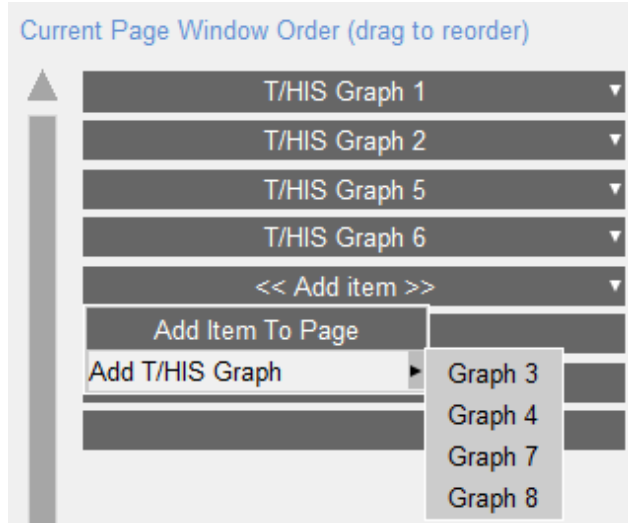 Current Page Window Order (drag to reorder)
T/HIS Graph 1
T/HIS Graph 2
T/HIS Graph 5
T/HIS Graph 6
<< Add item >>
Add Item To Page
Add T/HIS Graph
Graph 3
Graph 4
Graph 7
Graph 8